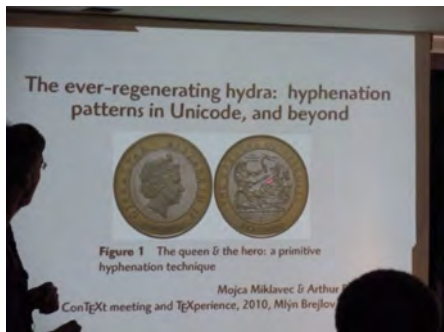 The ever-regenerating hydra: hyphenation
patterns in Unicode, and beyond
Figure 1 The queen & the hero: a primitive
hyphenation technique
Mojca Miklavec & Arthur
ConTEXt meeting and TEXperience, 2010, Mlýn Brejlov